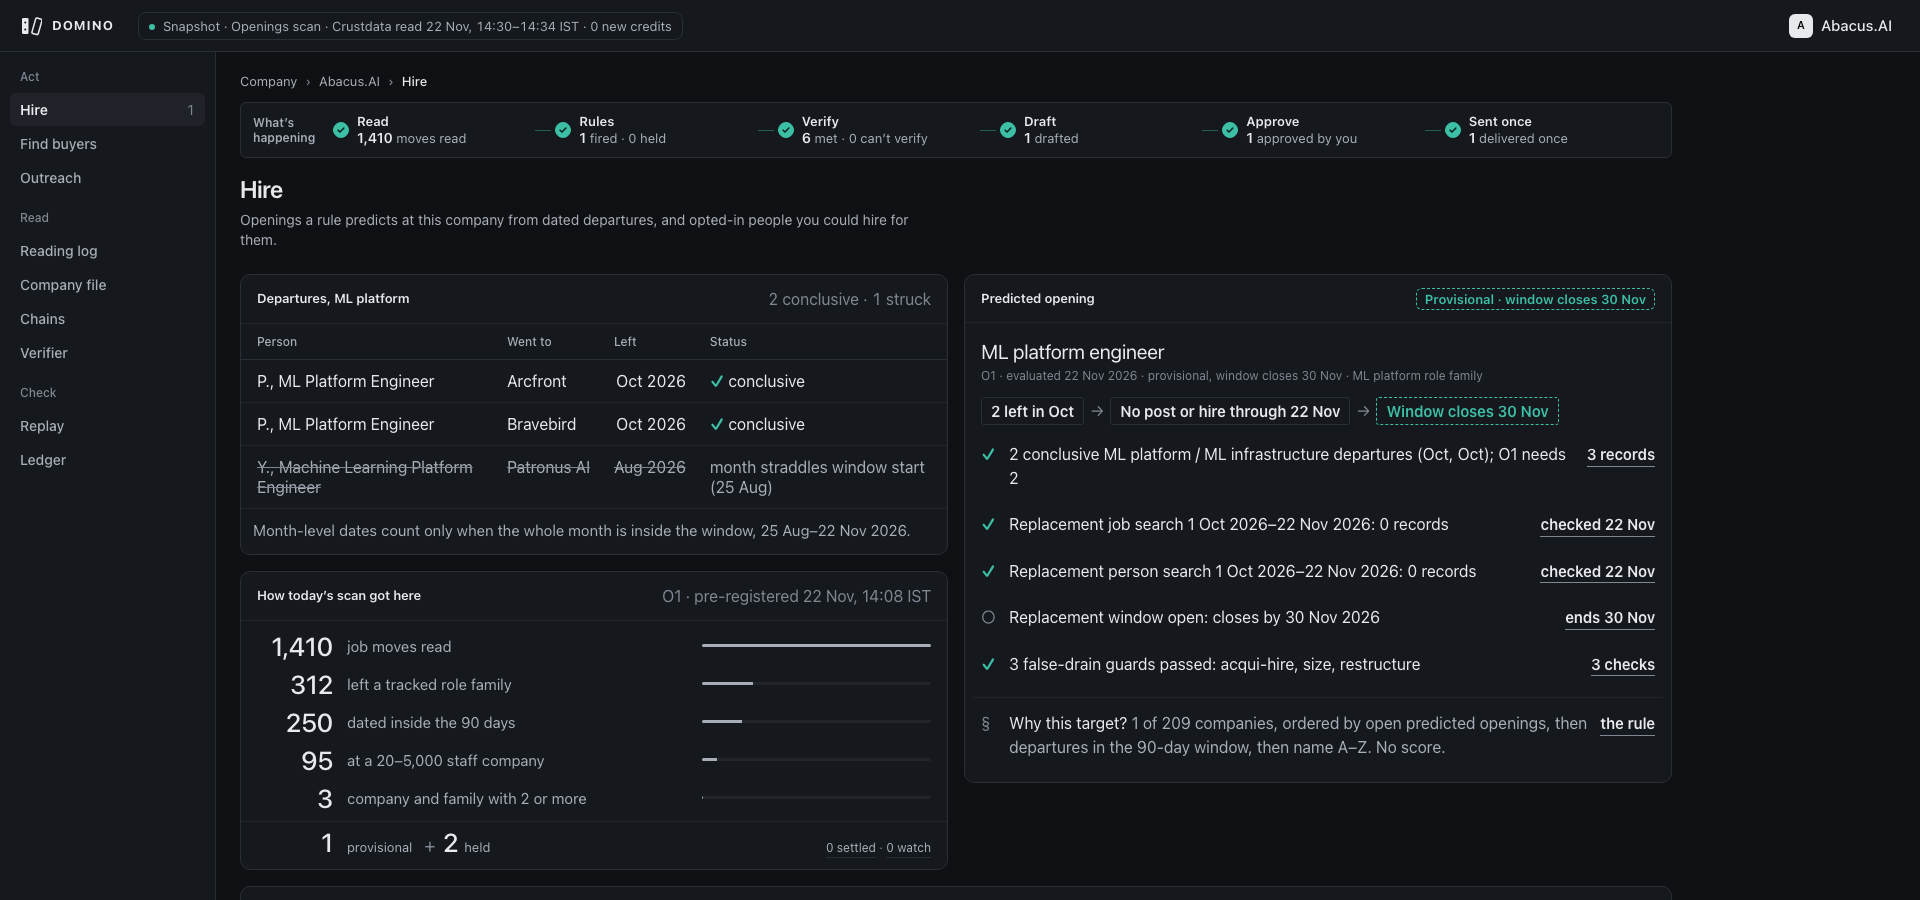 DOMINO
Snapshot · Openings scan · Crustdata read 22 Nov, 14:30–14:34 IST · 0 new credits
A Abacus.AI
Act
Hire 1
Find buyers
Outreach
Read
Reading log
Company file
Chains
Verifier
Check
Replay
Ledger
Company › Abacus.AI › Hire
What's happening
Read
1,410 moves read
Rules
1 fired · 0 held
Verify
6 met · 0 can't verify
Draft
1 drafted
Approve
1 approved by you
Sent once
1 delivered once
Hire
Openings a rule predicts at this company from dated departures, and opted-in people you could hire for
them.
Departures, ML platform 2 conclusive · 1 struck
Person Went to Left Status
P., ML Platform Engineer Arcfront Oct 2026 ✓ conclusive
P., ML Platform Engineer Bravebird Oct 2026 ✓ conclusive
Y., Machine Learning Platform Engineer Patronus AI Aug 2026 month straddles window start (25 Aug)
Month-level dates count only when the whole month is inside the window, 25 Aug–22 Nov 2026.
How today's scan got here O1 · pre-registered 22 Nov, 14:08 IST
1,410 job moves read
312 left a tracked role family
250 dated inside the 90 days
95 at a 20–5,000 staff company
3 company and family with 2 or more
1 provisional + 2 held 0 settled · 0 watch
Predicted opening Provisional · window closes 30 Nov
ML platform engineer
O1 · evaluated 22 Nov 2026 · provisional, window closes 30 Nov · ML platform role family
2 left in Oct → No post or hire through 22 Nov → Window closes 30 Nov
✓ 2 conclusive ML platform / ML infrastructure departures (Oct, Oct); O1 needs 3 records
2
✓ Replacement job search 1 Oct 2026–22 Nov 2026: 0 records checked 22 Nov
✓ Replacement person search 1 Oct 2026–22 Nov 2026: 0 records checked 22 Nov
Replacement window open: closes by 30 Nov 2026 ends 30 Nov
✓ 3 false-drain guards passed: acqui-hire, size, restructure 3 checks
§ Why this target? 1 of 209 companies, ordered by open predicted openings, then the rule
departures in the 90-day window, then name A–Z. No score.